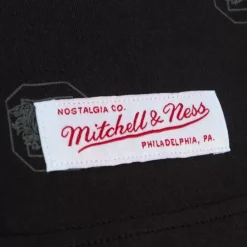 NOSTALGIA CO.
Mitchell & Ness
PHILADELPHIA, PA.